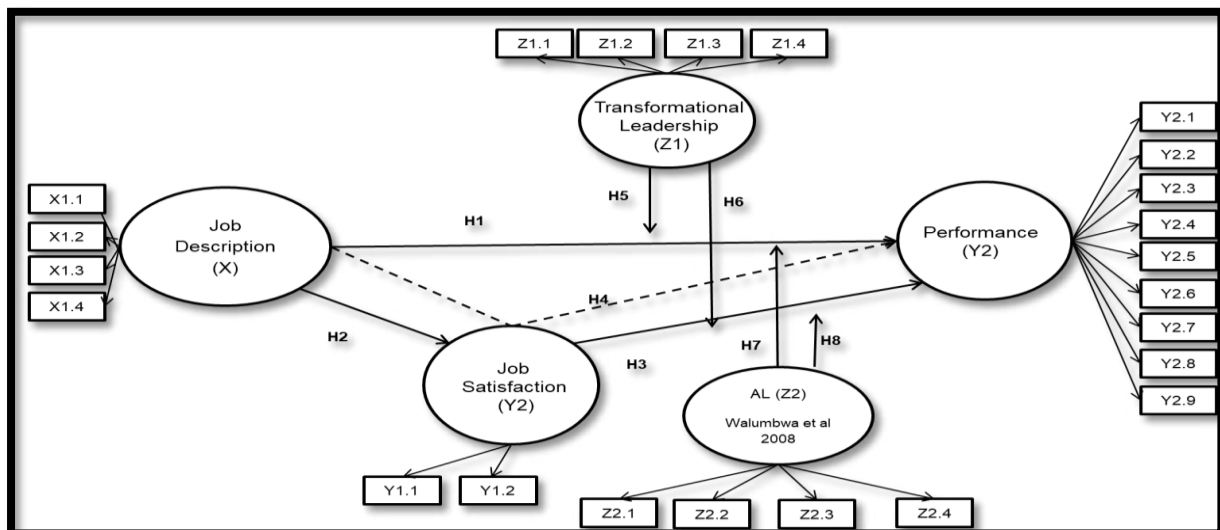 Z1.1
Z1.2
Z1.3
Z1.4
Transformational
Leadership
(Z1)
H5
H6
X1.1
X1.2
X1.3
X1.4
Job
Description
(X)
H1
Performance
(Y2)
Y2.1
Y2.2
Y2.3
Y2.4
Y2.5
Y2.6
Y2.7
Y2.8
Y2.9
H4
H2
H3
H7
H8
Job
Satisfaction
(Y2)
AL (Z2)
Walumbwa et al
2008
Y1.1
Y1.2
Z2.1
Z2.2
Z2.3
Z2.4